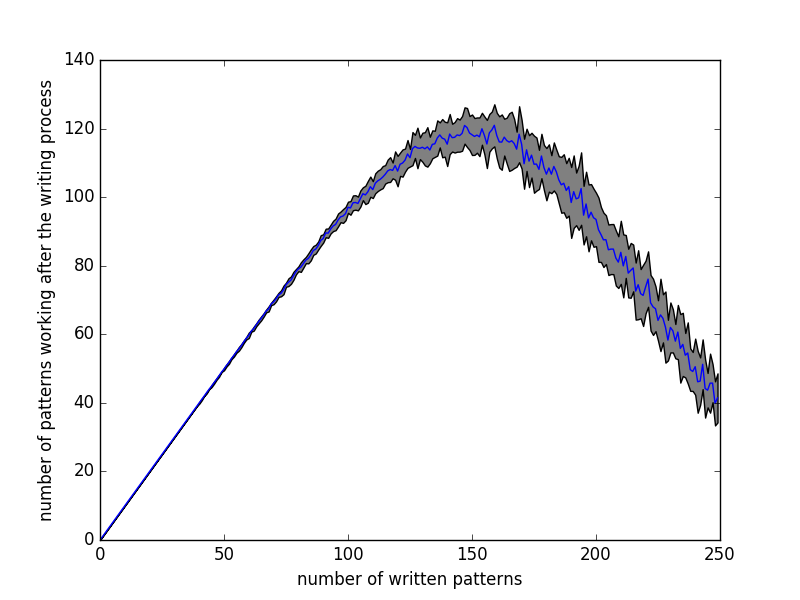 number of patterns working after the writing process
140
120
100
80
60
40
20
0
0 50 100 150 200 250
number of written patterns